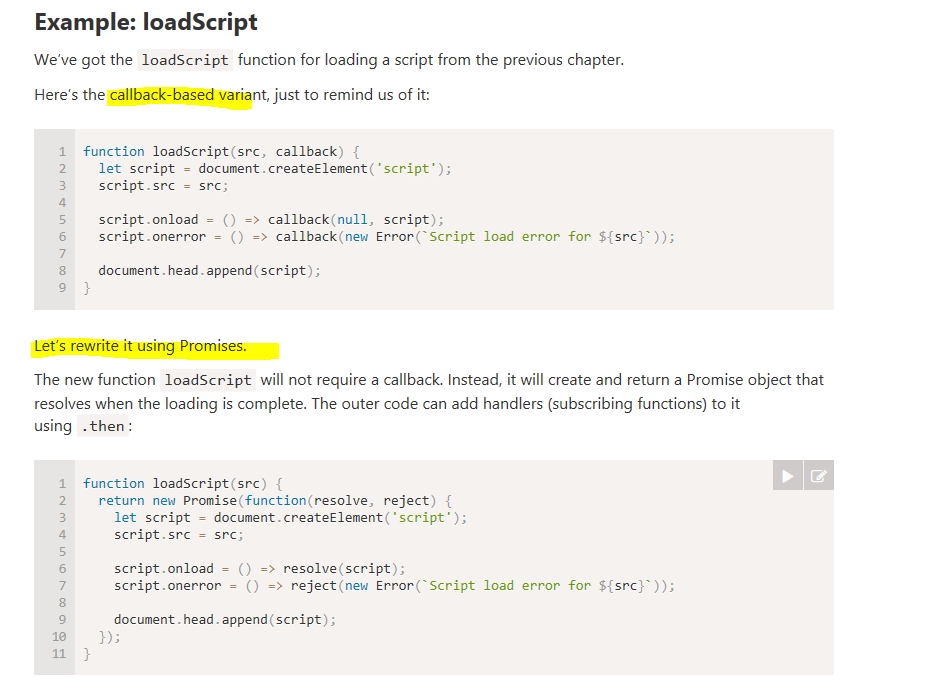 Example: loadScript
We've got the loadScript function for loading a script from the previous chapter.
Here's the callback-based variant, just to remind us of it:
1 function loadScript(src, callback) {
2   let script = document.createElement('script');
3   script.src = src;
4
5   script.onload = () => callback(null, script);
6   script.onerror = () => callback(new Error(`Script load error for ${src}`));
7
8   document.head.append(script);
9 }
Let's rewrite it using Promises.
The new function loadScript will not require a callback. Instead, it will create and return a Promise object that
resolves when the loading is complete. The outer code can add handlers (subscribing functions) to it
using .then:
1 function loadScript(src) {
2   return new Promise(function(resolve, reject) {
3     let script = document.createElement('script');
4     script.src = src;
5
6     script.onload = () => resolve(script);
7     script.onerror = () => reject(new Error(`Script load error for ${src}`));
8
9     document.head.append(script);
10   });
11 }